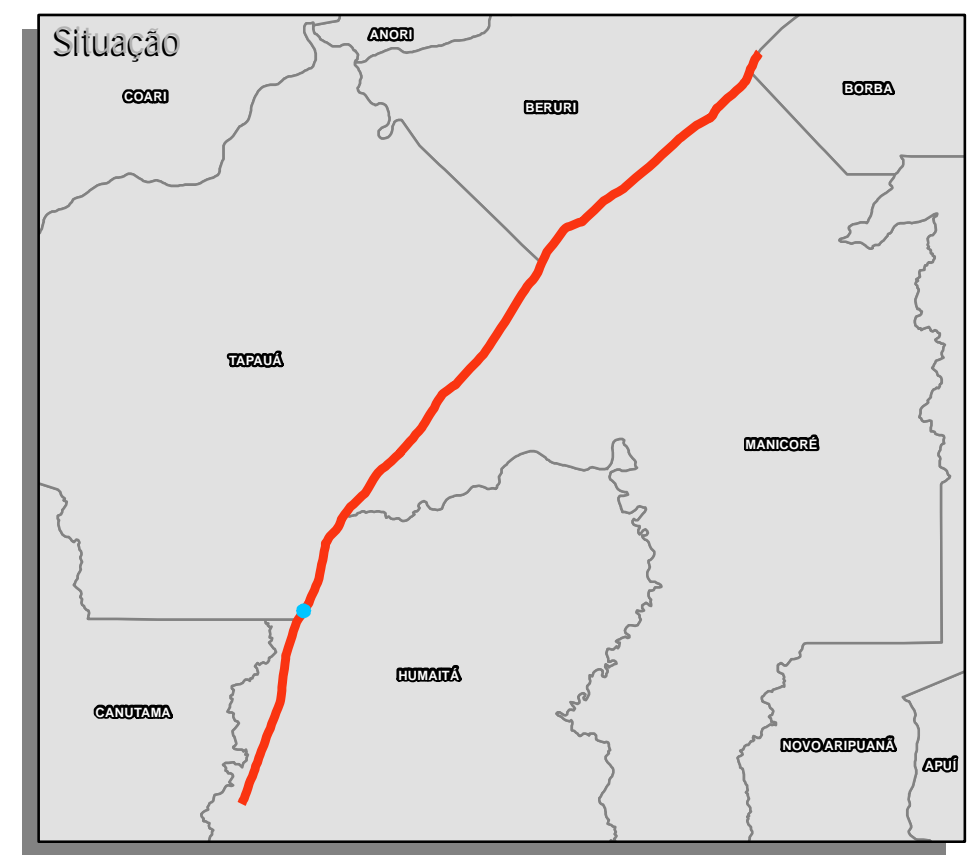 Situação
ANORI
COARI
BORBA
BERURI
TAPAUÁ
MANICORÉ
HUMAITÁ
CANUTAMA
NOVO ARIPUANÃ
APUÍ